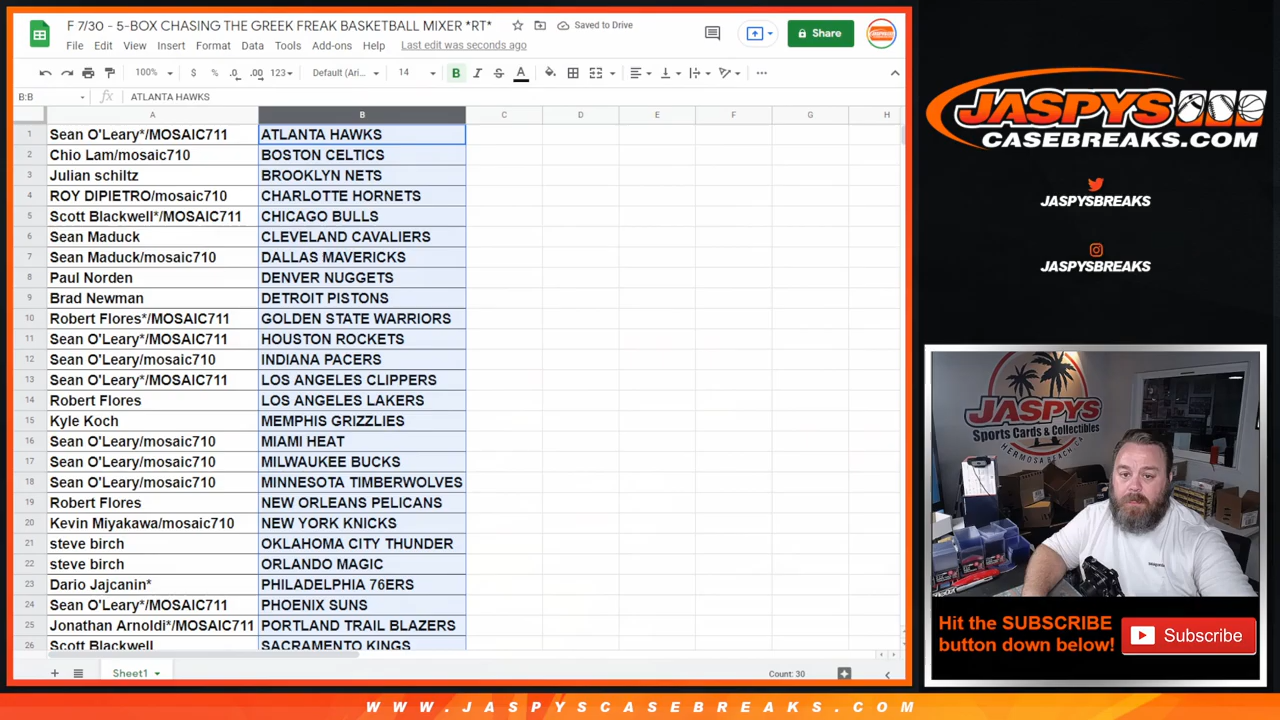 F 7/30 - 5-BOX CHASING THE GREEK FREAK BASKETBALL MIXER *RT*
Saved to Drive
File Edit View Insert Format Data Tools Add-ons Help Last edit was seconds ago
Share
100% $ % .0 .00 123 Default (Ari... 14 B I S A
B:B fx ATLANTA HAWKS
A B C D E F G H
1 Sean O'Leary*/MOSAIC711 ATLANTA HAWKS
2 Chio Lam/mosaic710 BOSTON CELTICS
3 Julian schiltz BROOKLYN NETS
4 ROY DIPIETRO/mosaic710 CHARLOTTE HORNETS
5 Scott Blackwell*/MOSAIC711 CHICAGO BULLS
6 Sean Maduck CLEVELAND CAVALIERS
7 Sean Maduck/mosaic710 DALLAS MAVERICKS
8 Paul Norden DENVER NUGGETS
9 Brad Newman DETROIT PISTONS
10 Robert Flores*/MOSAIC711 GOLDEN STATE WARRIORS
11 Sean O'Leary*/MOSAIC711 HOUSTON ROCKETS
12 Sean O'Leary/mosaic710 INDIANA PACERS
13 Sean O'Leary*/MOSAIC711 LOS ANGELES CLIPPERS
14 Robert Flores LOS ANGELES LAKERS
15 Kyle Koch MEMPHIS GRIZZLIES
16 Sean O'Leary/mosaic710 MIAMI HEAT
17 Sean O'Leary/mosaic710 MILWAUKEE BUCKS
18 Sean O'Leary/mosaic710 MINNESOTA TIMBERWOLVES
19 Robert Flores NEW ORLEANS PELICANS
20 Kevin Miyakawa/mosaic710 NEW YORK KNICKS
21 steve birch OKLAHOMA CITY THUNDER
22 steve birch ORLANDO MAGIC
23 Dario Jajcanin* PHILADELPHIA 76ERS
24 Sean O'Leary*/MOSAIC711 PHOENIX SUNS
25 Jonathan Arnoldi*/MOSAIC711 PORTLAND TRAIL BLAZERS
26 Scott Blackwell SACRAMENTO KINGS
Sheet1
Count: 30
JASPYS
CASEBREAKS.COM
JASPYSBREAKS
JASPYSBREAKS
JASPYS
Sports Cards & Collectibles
HERMOSA BEACH, CA
Hit the SUBSCRIBE
button down below!
Subscribe
WWW.JASPYSCASEBREAKS.COM